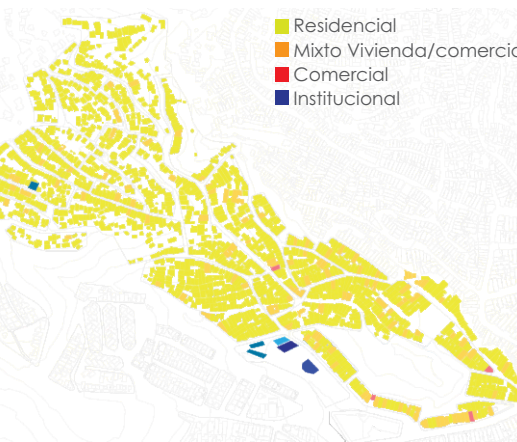 Residencial
Mixto Vivienda/comercio
Comercial
Institucional